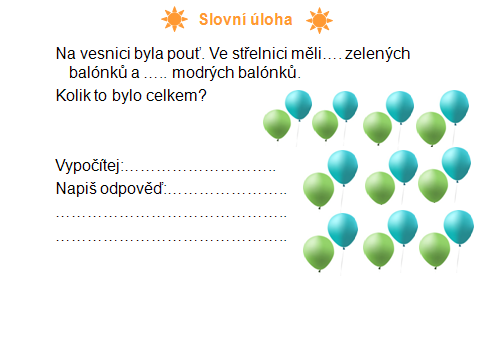 Slovní úloha
Na vesnici byla pouť. Ve střelnici měli…. zelených
balónků a ….. modrých balónků.
Kolik to bylo celkem?
Vypočítej:………………………..
Napiš odpověď:…………………..
…………………………………….
…………………………………….